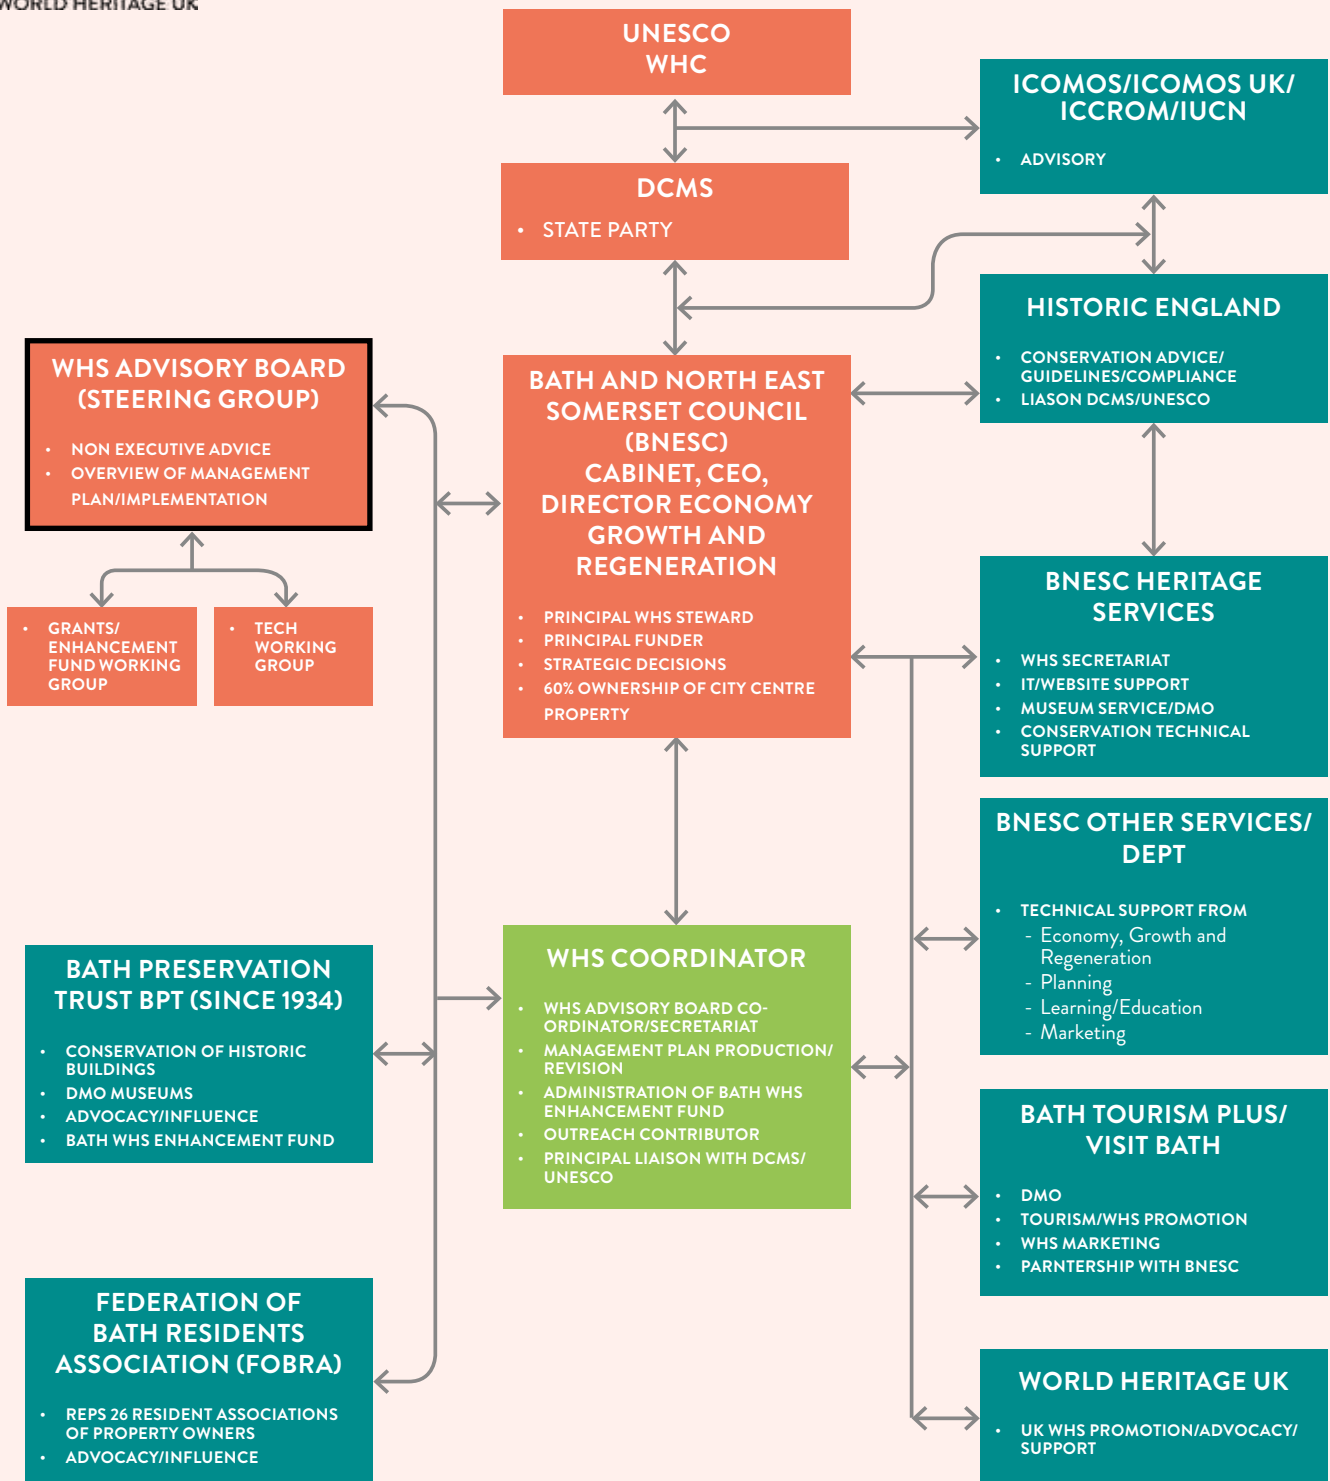 WORLD HERITAGE UK
UNESCO
WHC
ICOMOS/ICOMOS UK/
ICCROM/IUCN
• ADVISORY
DCMS
• STATE PARTY
HISTORIC ENGLAND
• CONSERVATION ADVICE/
GUIDELINES/COMPLIANCE
• LIASON DCMS/UNESCO
WHS ADVISORY BOARD
(STEERING GROUP)
• NON EXECUTIVE ADVICE
• OVERVIEW OF MANAGEMENT
PLAN/IMPLEMENTATION
BATH AND NORTH EAST
SOMERSET COUNCIL
(BNESC)
CABINET, CEO,
DIRECTOR ECONOMY
GROWTH AND
REGENERATION
• PRINCIPAL WHS STEWARD
• PRINCIPAL FUNDER
• STRATEGIC DECISIONS
• 60% OWNERSHIP OF CITY CENTRE
PROPERTY
• GRANTS/
ENHANCEMENT
FUND WORKING
GROUP
• TECH
WORKING
GROUP
BNESC HERITAGE
SERVICES
• WHS SECRETARIAT
• IT/WEBSITE SUPPORT
• MUSEUM SERVICE/DMO
• CONSERVATION TECHNICAL
SUPPORT
BNESC OTHER SERVICES/
DEPT
• TECHNICAL SUPPORT FROM
- Economy, Growth and
Regeneration
- Planning
- Learning/Education
- Marketing
BATH PRESERVATION
TRUST BPT (SINCE 1934)
• CONSERVATION OF HISTORIC
BUILDINGS
• DMO MUSEUMS
• ADVOCACY/INFLUENCE
• BATH WHS ENHANCEMENT FUND
WHS COORDINATOR
• WHS ADVISORY BOARD CO-
ORDINATOR/SECRETARIAT
• MANAGEMENT PLAN PRODUCTION/
REVISION
• ADMINISTRATION OF BATH WHS
ENHANCEMENT FUND
• OUTREACH CONTRIBUTOR
• PRINCIPAL LIAISON WITH DCMS/
UNESCO
BATH TOURISM PLUS/
VISIT BATH
• DMO
• TOURISM/WHS PROMOTION
• WHS MARKETING
• PARNTERSHIP WITH BNESC
FEDERATION OF
BATH RESIDENTS
ASSOCIATION (FOBRA)
• REPS 26 RESIDENT ASSOCIATIONS
OF PROPERTY OWNERS
• ADVOCACY/INFLUENCE
WORLD HERITAGE UK
• UK WHS PROMOTION/ADVOCACY/
SUPPORT